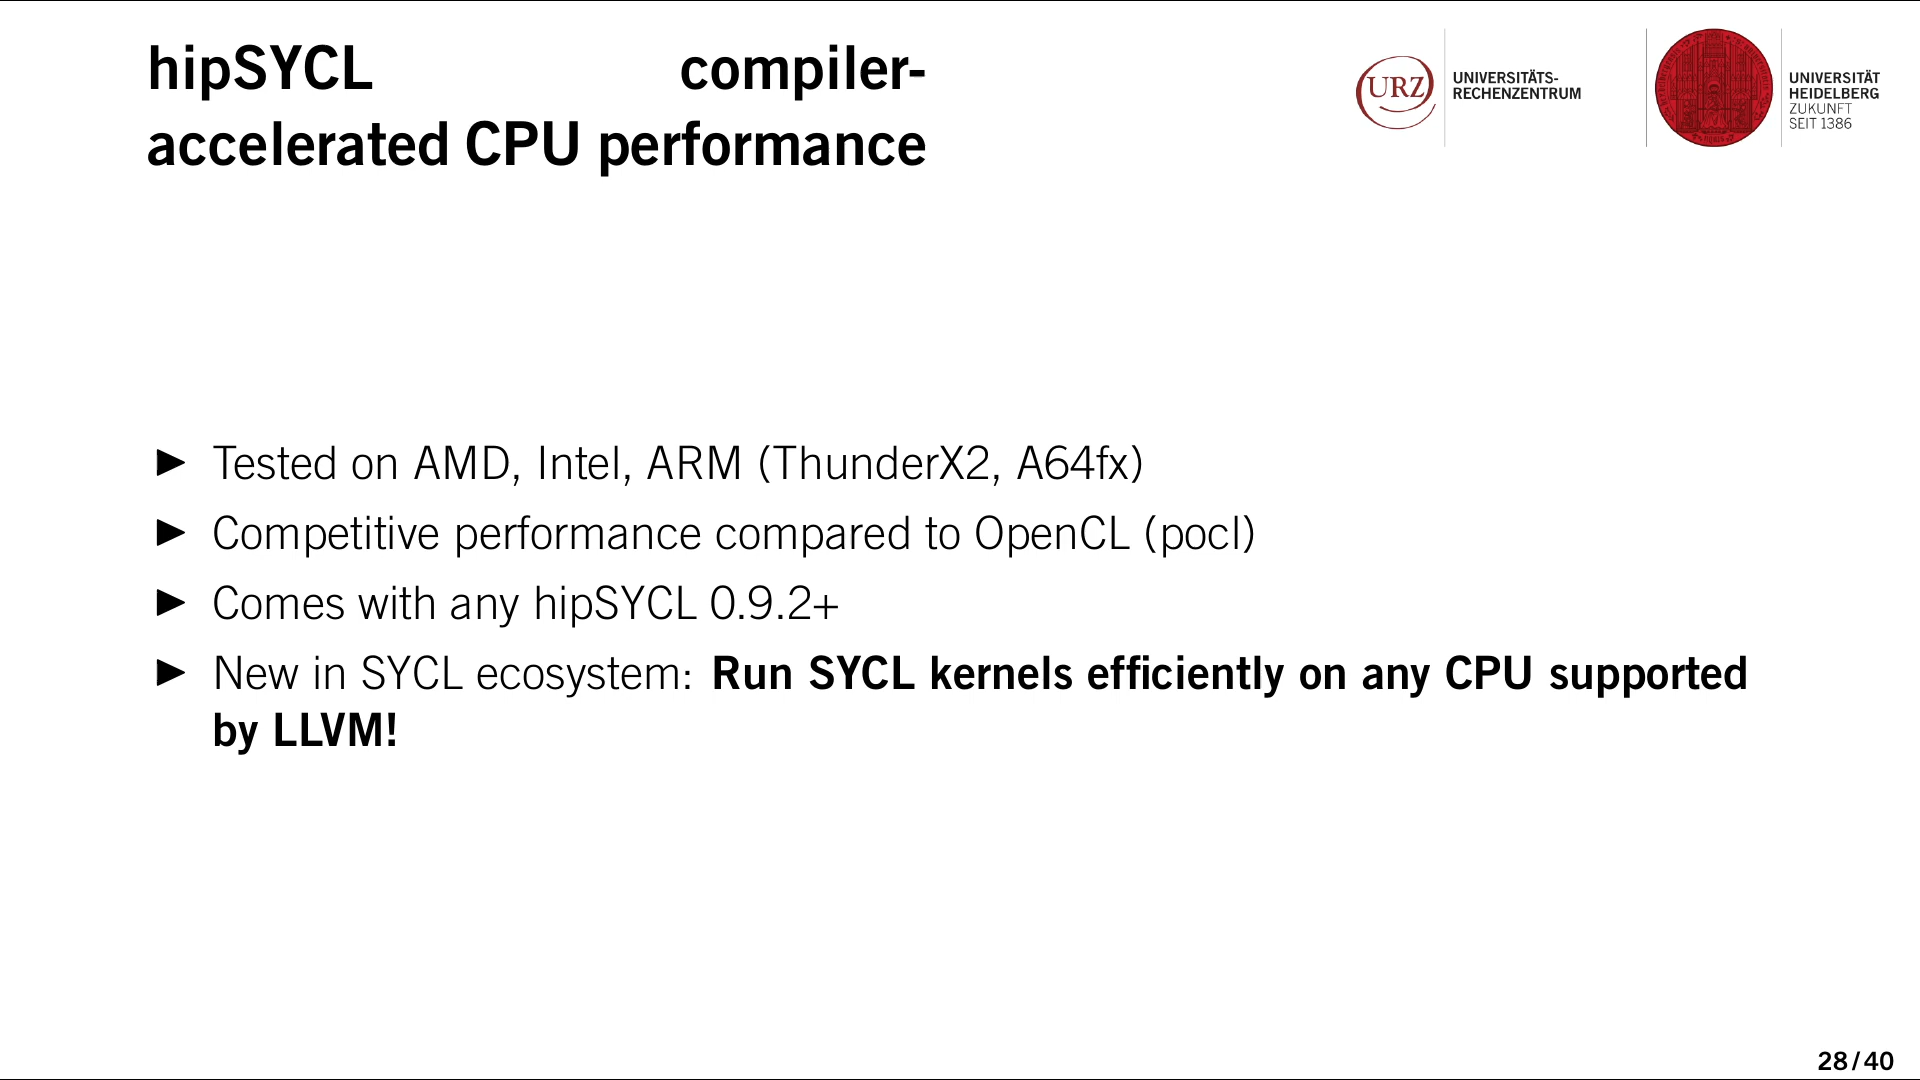 hipSYCL compiler-
accelerated CPU performance
URZ
UNIVERSITÄTS-
RECHENZENTRUM
UNIVERSITÄT
HEIDELBERG
ZUKUNFT
SEIT 1386
► Tested on AMD, Intel, ARM (ThunderX2, A64fx)
► Competitive performance compared to OpenCL (pocl)
► Comes with any hipSYCL 0.9.2+
► New in SYCL ecosystem: Run SYCL kernels efficiently on any CPU supported
by LLVM!
28/40